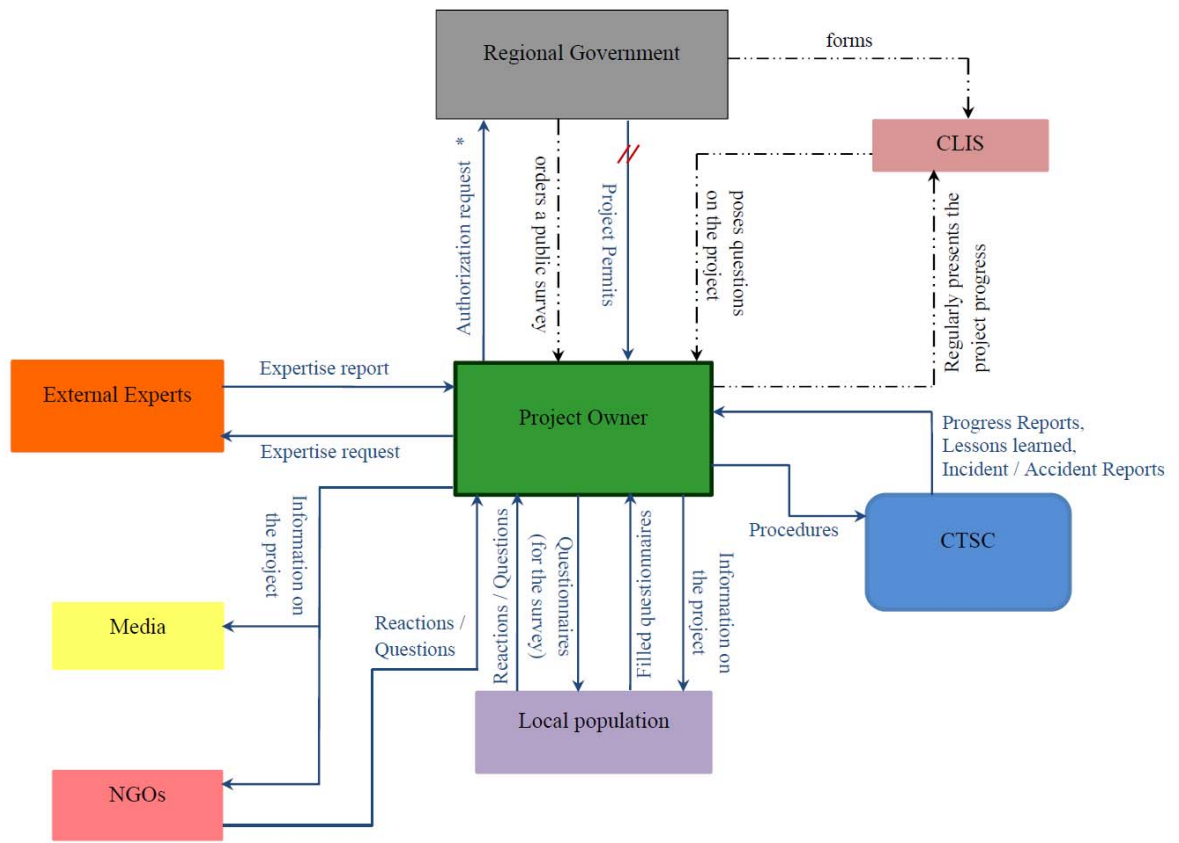 Regional Government
forms
CLIS
Authorization request *
orders a public survey
Project Permits
poses questions
on the project
Regularly presents the
project progress
External Experts
Expertise report
Expertise request
Project Owner
Progress Reports,
Lessons learned,
Incident / Accident Reports
Procedures
CTSC
Information on
the project
Media
Reactions /
Questions
Reactions / Questions
Questionnaires
(for the survey)
Filled questionnaires
Information on
the project
Local population
NGOs